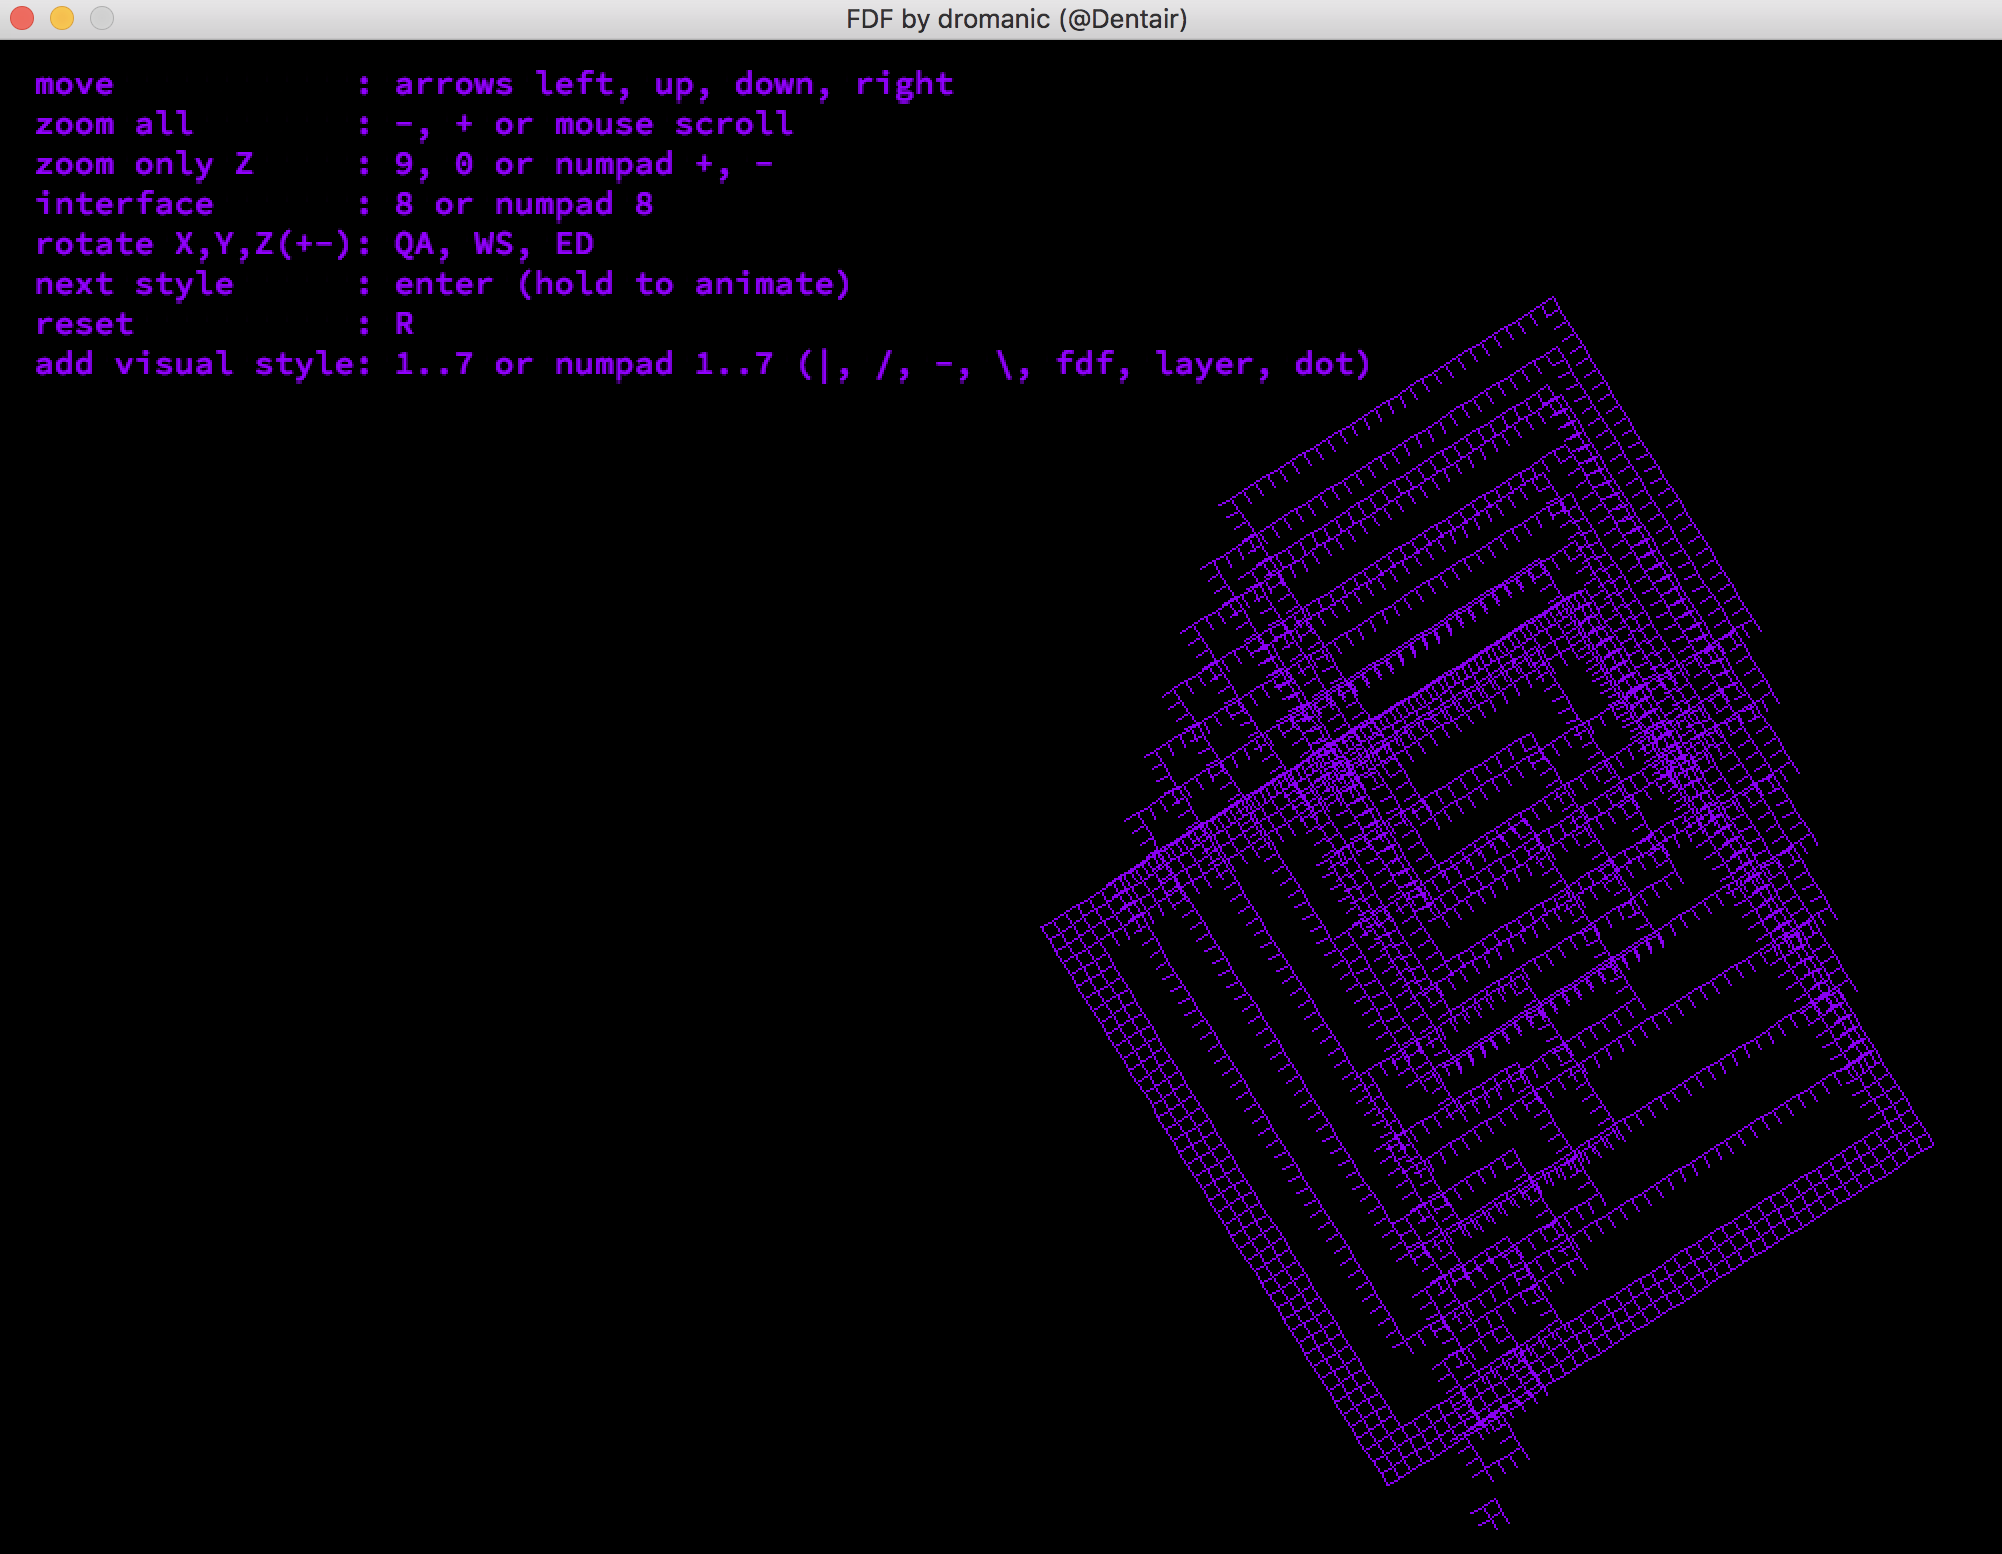 FDF by dromanic (@Dentair)
move : arrows left, up, down, right
zoom all : -, + or mouse scroll
zoom only Z : 9, 0 or numpad +, -
interface : 8 or numpad 8
rotate X,Y,Z(+-): QA, WS, ED
next style : enter (hold to animate)
reset : R
add visual style: 1..7 or numpad 1..7 (|, /, -, \, fdf, layer, dot)